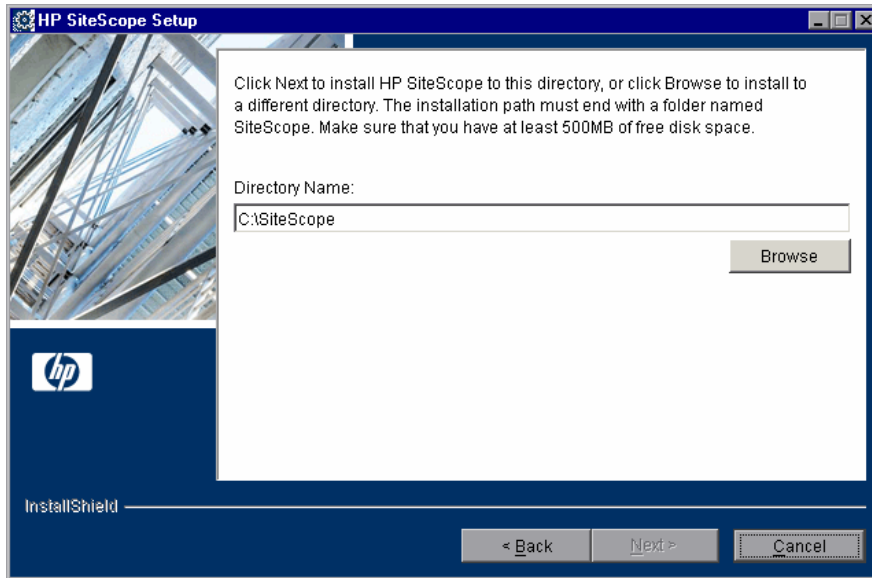 HP SiteScope Setup
Click Next to install HP SiteScope to this directory, or click Browse to install to
a different directory. The installation path must end with a folder named
SiteScope. Make sure that you have at least 500MB of free disk space.
Directory Name:
C:\SiteScope
Browse
hp
InstallShield
< Back
Next >
Cancel